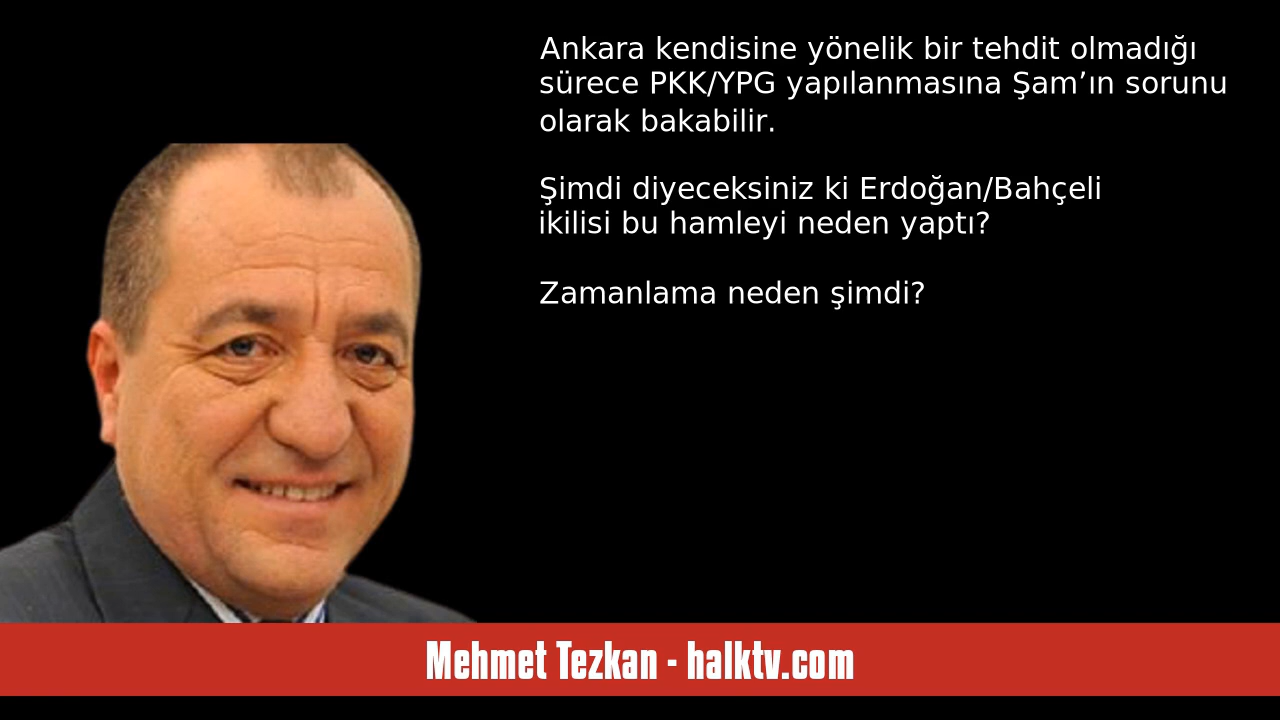 Ankara kendisine yönelik bir tehdit olmadığı
sürece PKK/YPG yapılanmasına Şam’ın sorunu
olarak bakabilir.
Şimdi diyeceksiniz ki Erdoğan/Bahçeli
ikilisi bu hamleyi neden yaptı?
Zamanlama neden şimdi?
Mehmet Tezkan - halktv.com